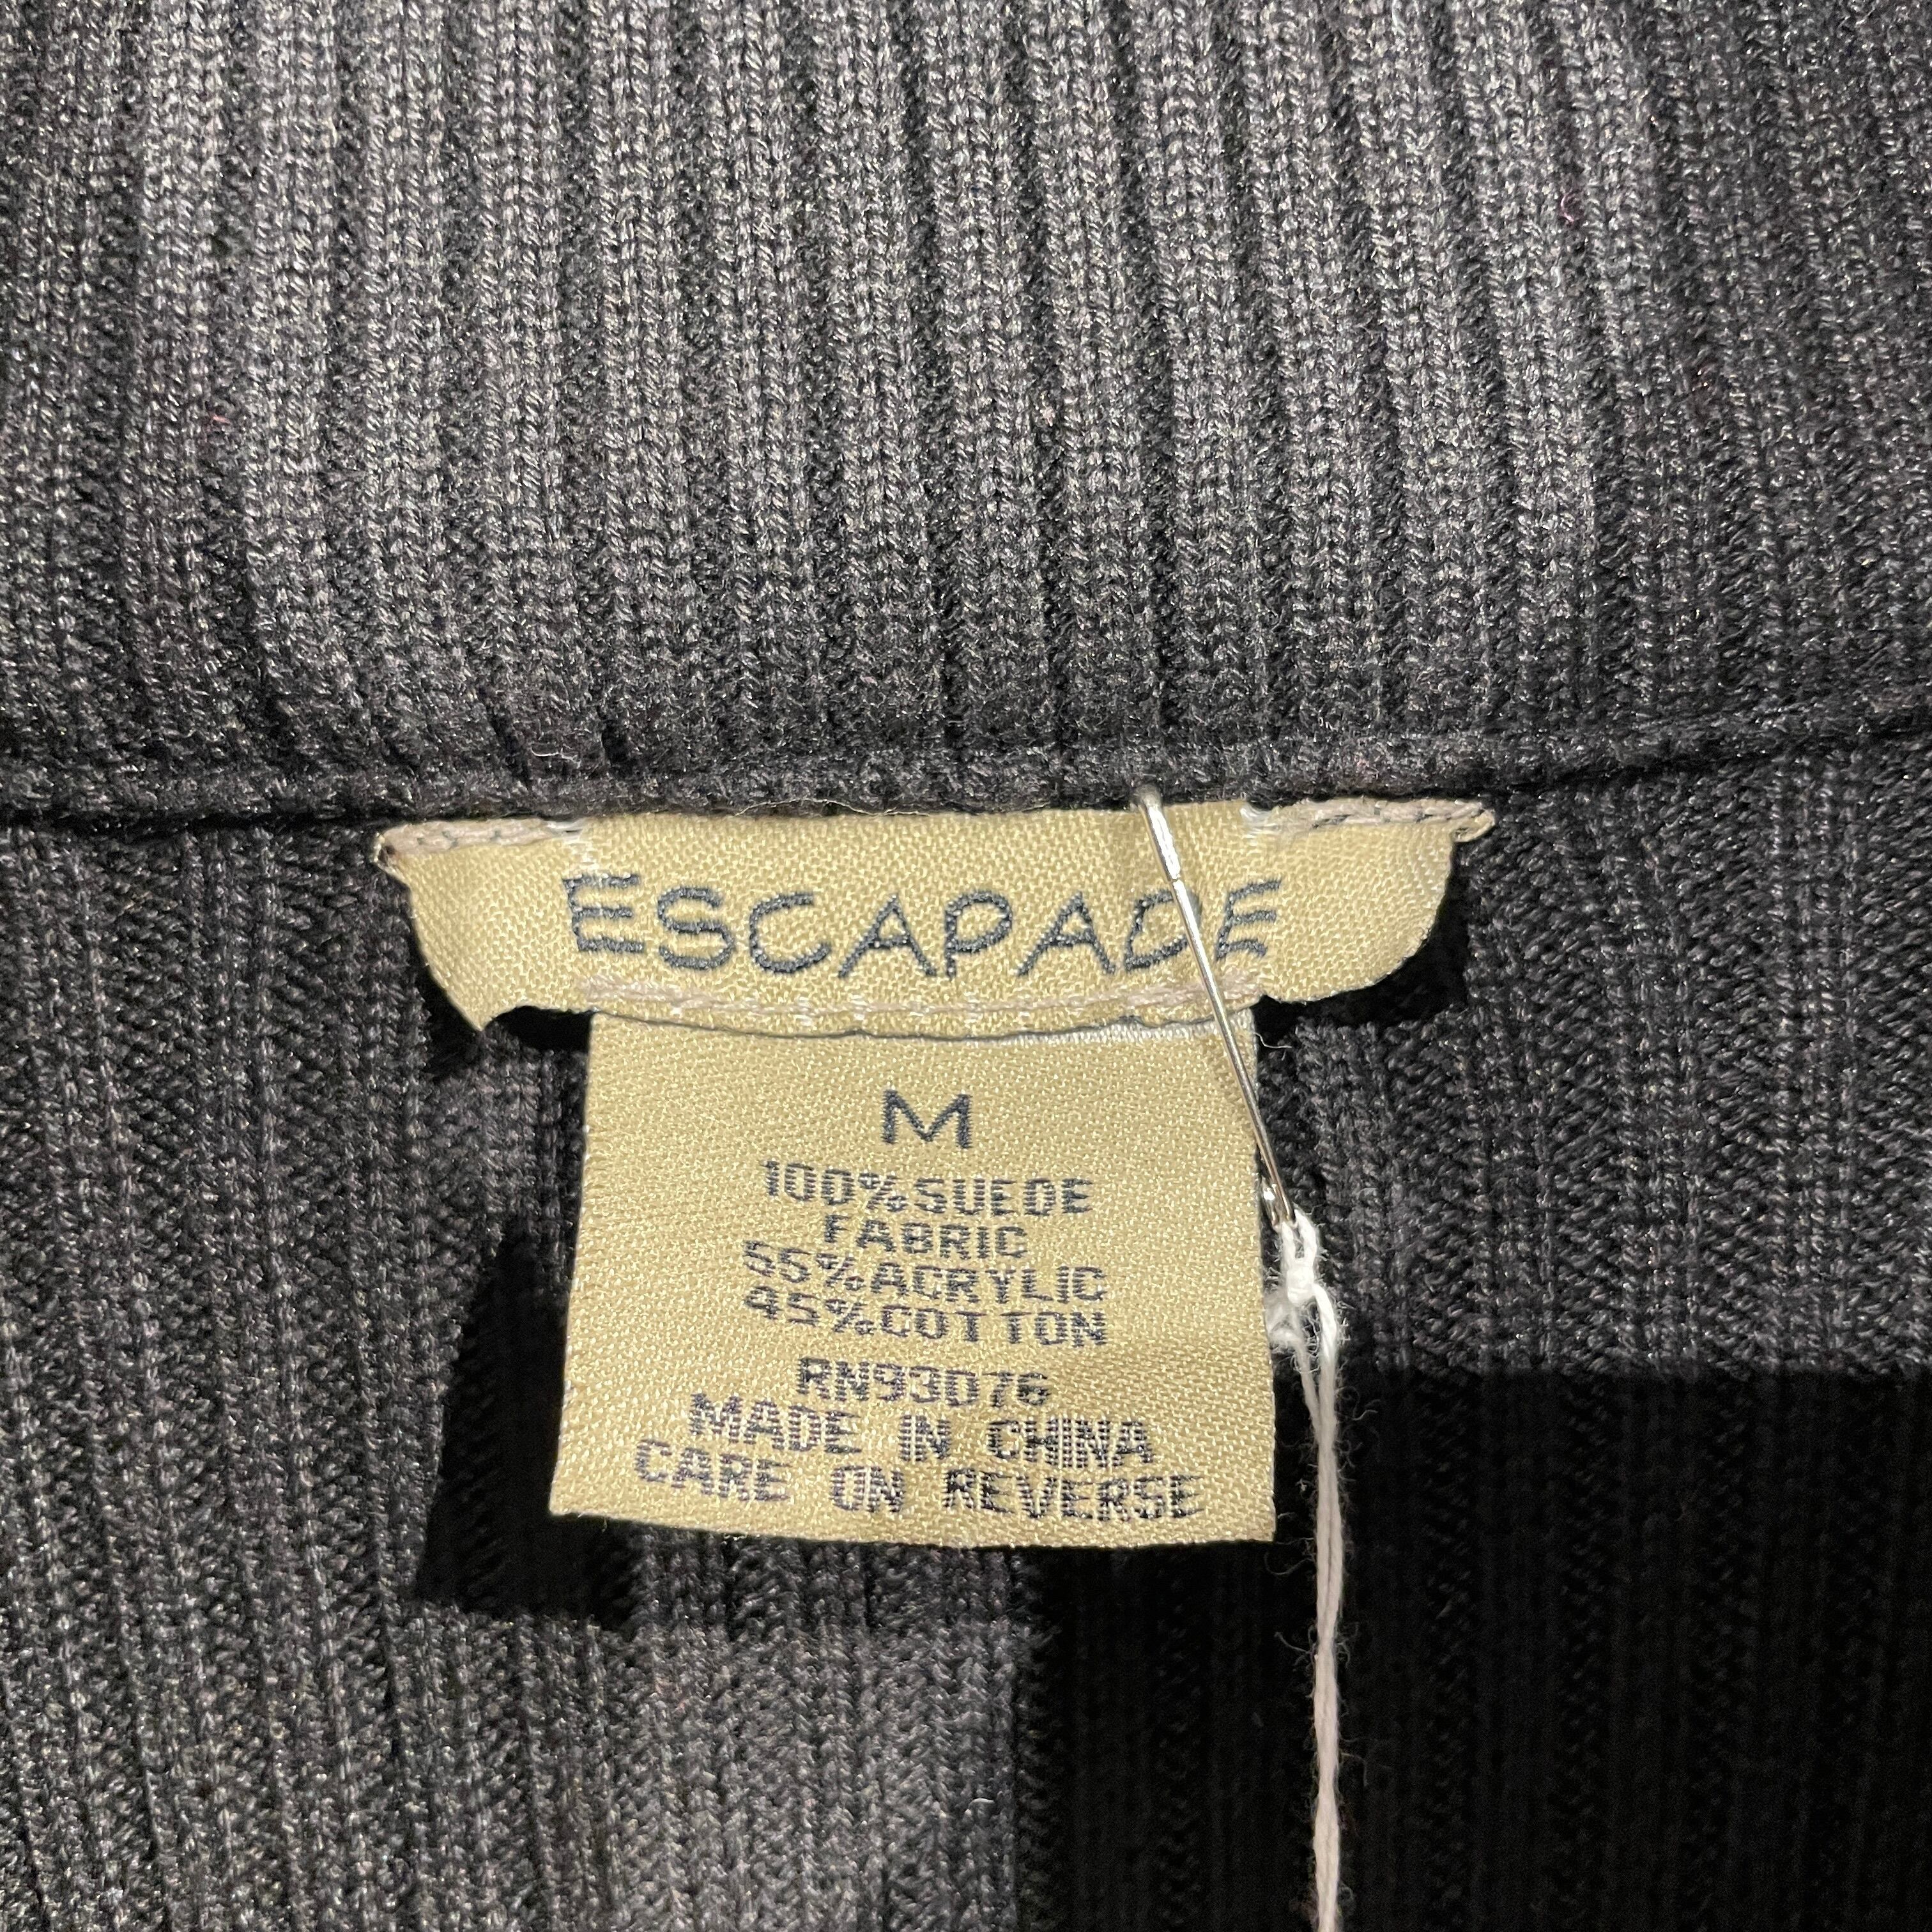 ESCAPADE
M
100%SUEDE
FABRIC
55%ACRYLIC
45%COTTON
RN93076
MADE IN CHINA
CARE ON REVERSE